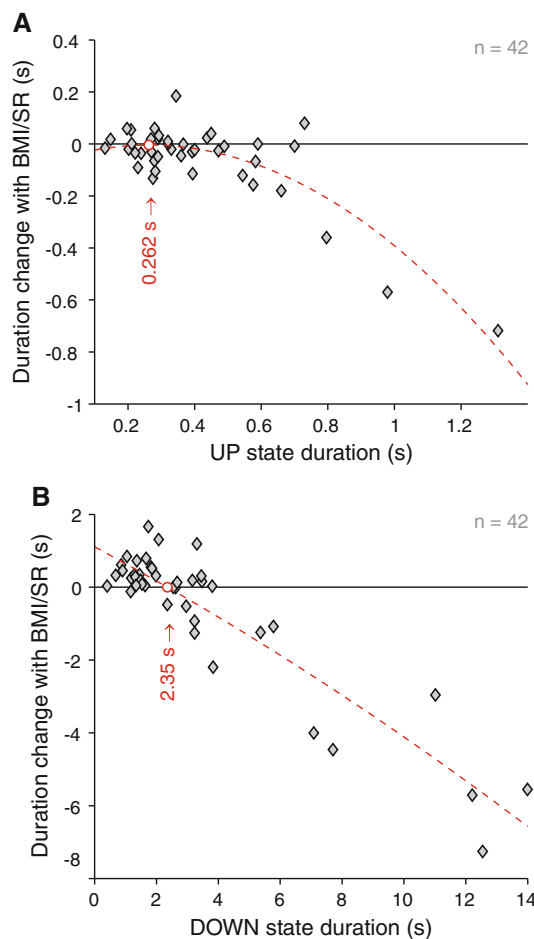 A
n = 42
Duration change with BMI/SR (s)
0.4
0.2
0
-0.2
-0.4
-0.6
-0.8
-1
0.262 s →
0.2 0.4 0.6 0.8 1 1.2
UP state duration (s)
B
n = 42
Duration change with BMI/SR (s)
2
0
-2
-4
-6
-8
2.35 s →
0 2 4 6 8 10 12 14
DOWN state duration (s)